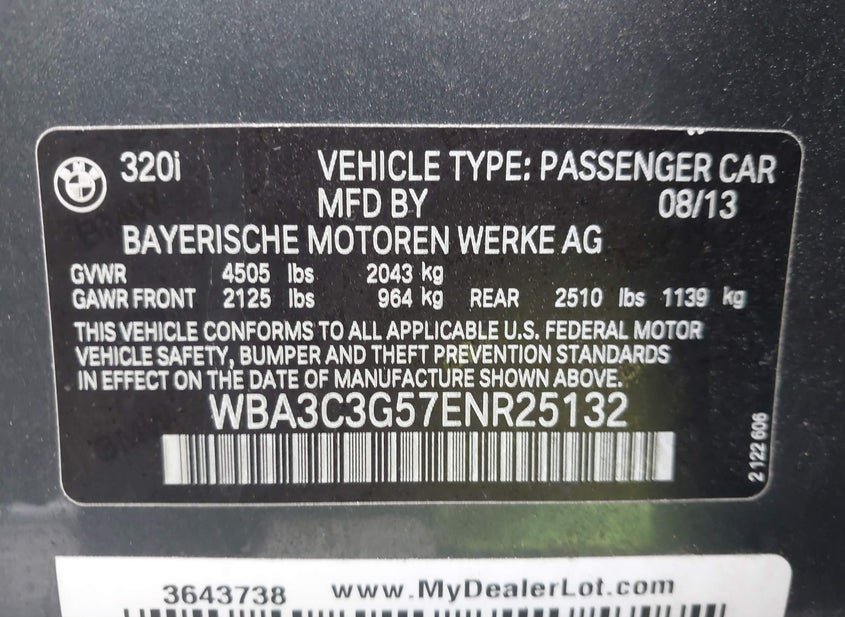 320i VEHICLE TYPE: PASSENGER CAR
MFD BY 08/13
BAYERISCHE MOTOREN WERKE AG
GVWR 4505 lbs 2043 kg
GAWR FRONT 2125 lbs 964 kg REAR 2510 lbs 1139 kg
THIS VEHICLE CONFORMS TO ALL APPLICABLE U.S. FEDERAL MOTOR
VEHICLE SAFETY, BUMPER AND THEFT PREVENTION STANDARDS
IN EFFECT ON THE DATE OF MANUFACTURE SHOWN ABOVE.
WBA3C3G57ENR25132
2 122 606
3643738 www.MyDealerLot.com